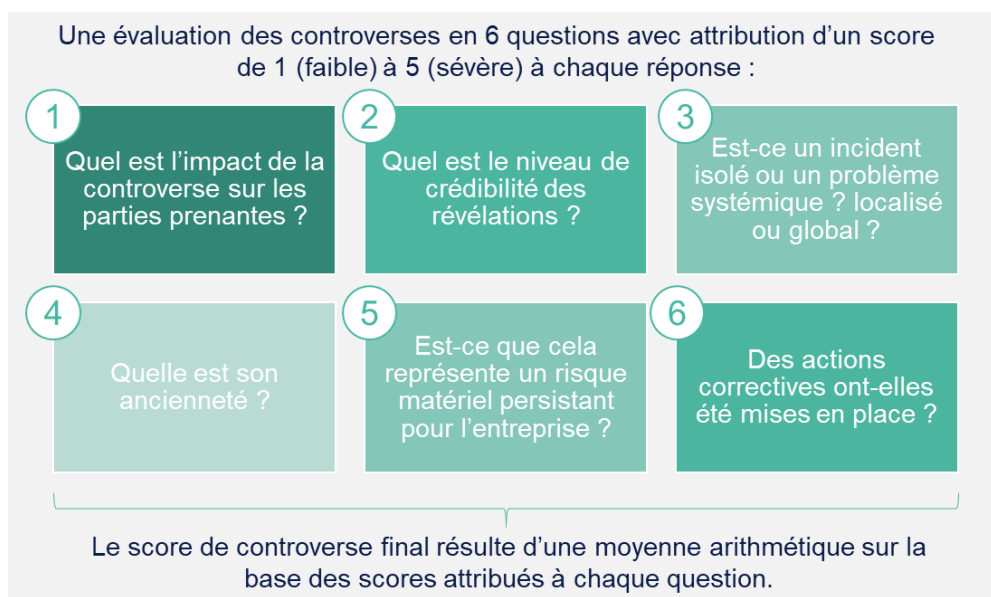 Une évaluation des controverses en 6 questions avec attribution d'un score
de 1 (faible) à 5 (sévère) à chaque réponse :
1
Quel est l'impact de la
controverse sur les
parties prenantes ?
2
Quel est le niveau de
crédibilité des
révélations ?
3
Est-ce un incident
isolé ou un problème
systémique ? localisé
ou global ?
4
Quelle est son
ancienneté ?
5
Est-ce que cela
représente un risque
matériel persistant
pour l'entreprise ?
6
Des actions
correctives ont-elles
été mises en place ?
Le score de controverse final résulte d'une moyenne arithmétique sur la
base des scores attribués à chaque question.